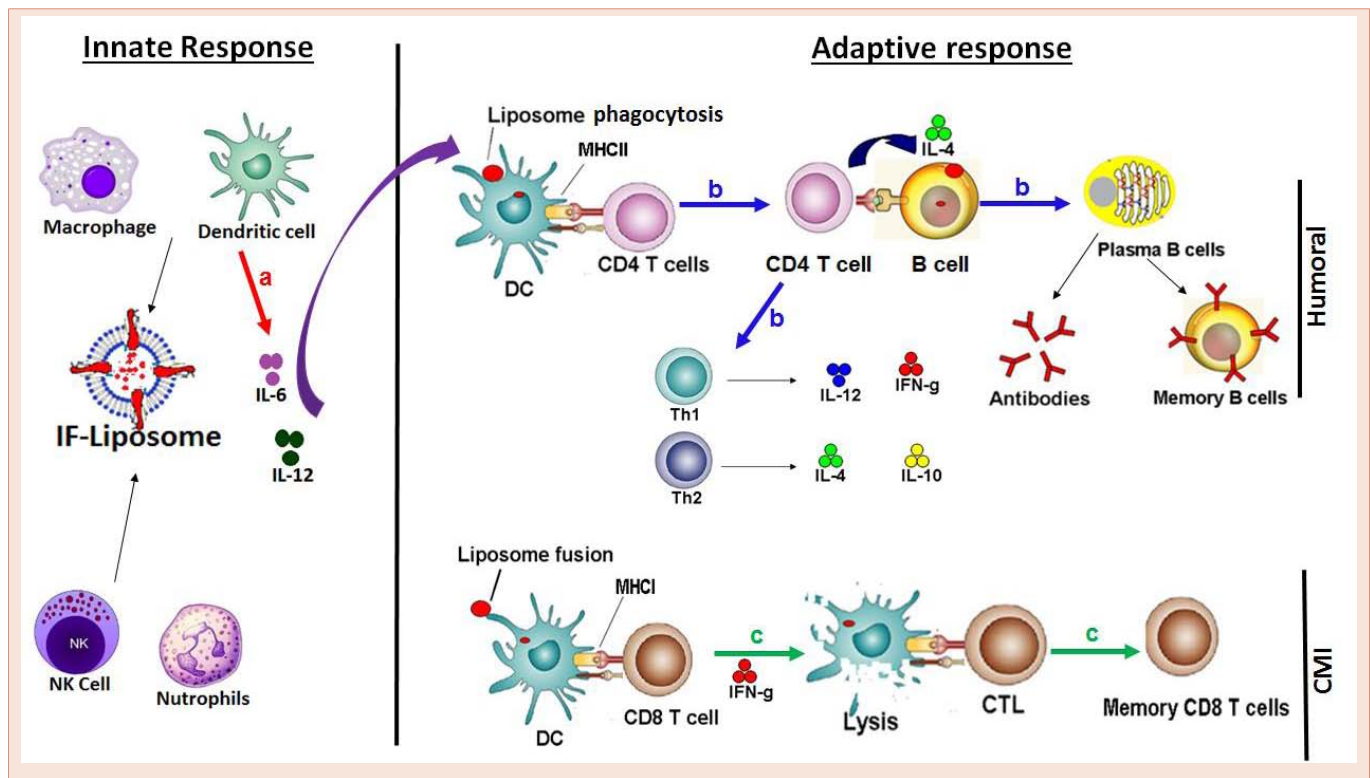 Innate Response
Macrophage
Dendritic cell
a
IF-Liposome
IL-6
IL-12
NK
NK Cell
Nutrophils
Adaptive response
Liposome phagocytosis
MHCII
DC
CD4 T cells
b
IL-4
CD4 T cell
B cell
b
Plasma B cells
b
Th1
IL-12
IFN-g
Th2
IL-4
IL-10
Antibodies
Memory B cells
Humoral
Liposome fusion
MHCI
DC
CD8 T cell
c
IFN-g
Lysis
CTL
c
Memory CD8 T cells
CMI